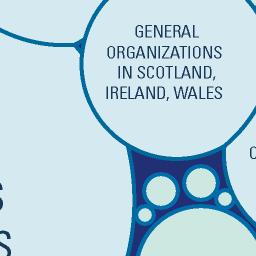 GENERAL
ORGANIZATIONS
IN SCOTLAND,
IRELAND, WALES
S
S